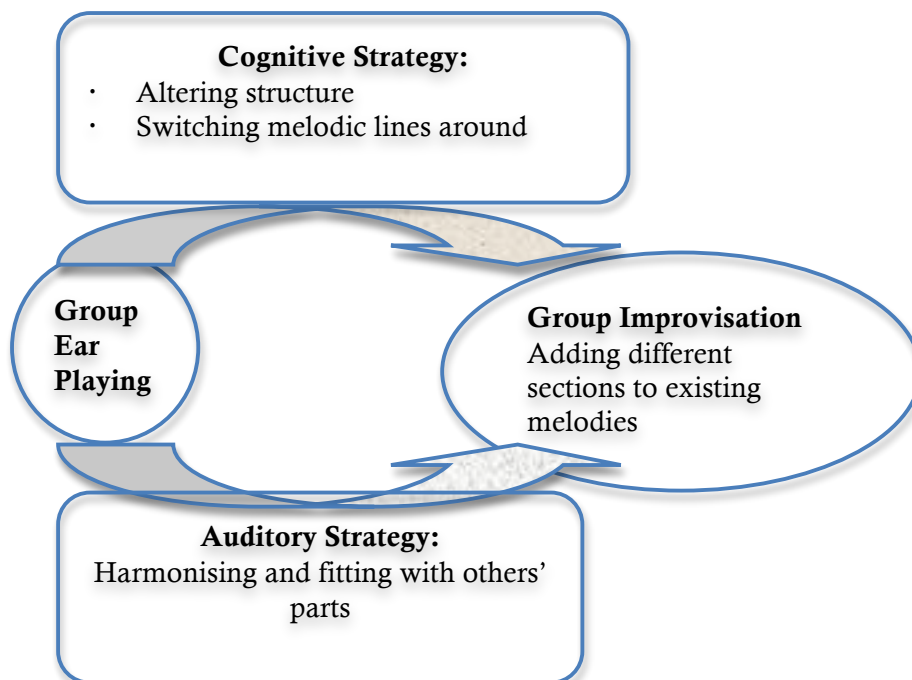 Cognitive Strategy:
· Altering structure
· Switching melodic lines around
Group
Ear
Playing
Group Improvisation
Adding different
sections to existing
melodies
Auditory Strategy:
Harmonising and fitting with others’
parts